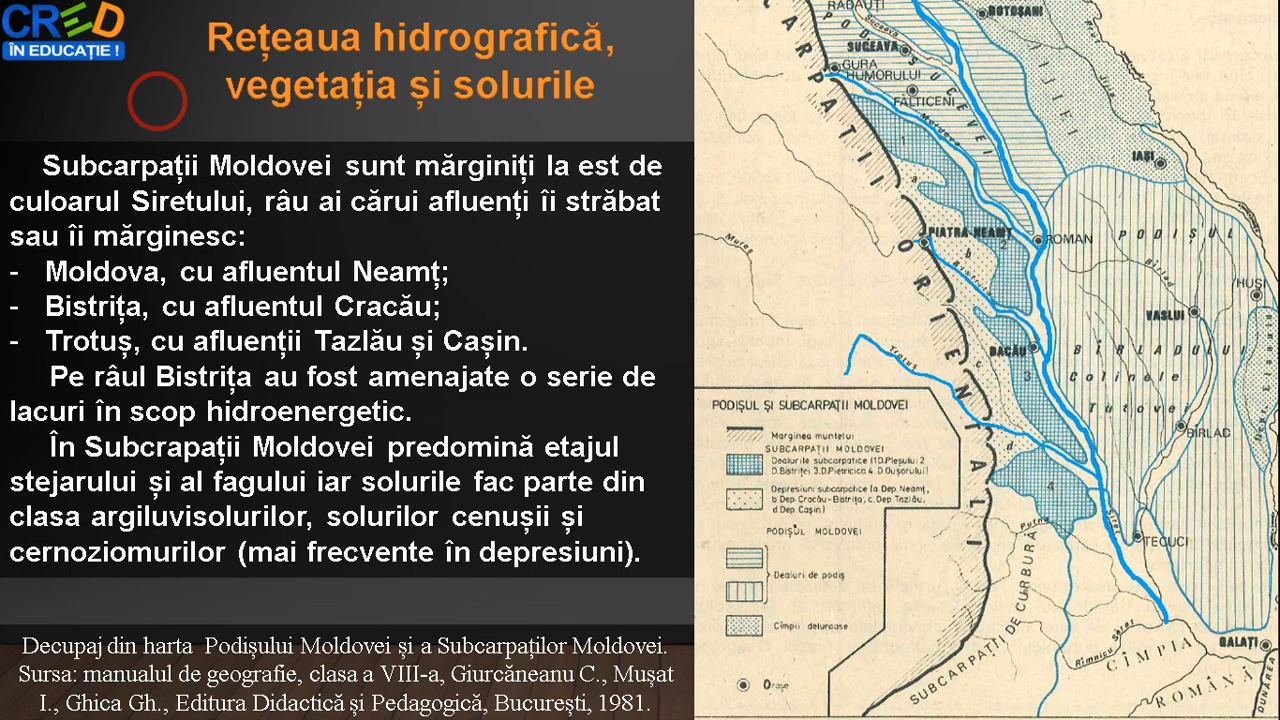 CRED
ÎN EDUCAȚIE !
Rețeaua hidrografică,
vegetația și solurile
Subcarpații Moldovei sunt mărginiți la est de
culoarul Siretului, râu ai cărui afluenți îi străbat
sau îi mărginesc:
- Moldova, cu afluentul Neamț;
- Bistrița, cu afluentul Cracău;
- Trotuș, cu afluenții Tazlău și Cașin.
Pe râul Bistrița au fost amenajate o serie de
lacuri în scop hidroenergetic.
În Subcrapații Moldovei predomină etajul
stejarului și al fagului iar solurile fac parte din
clasa argiluvisolurilor, solurilor cenușii și
cernoziomurilor (mai frecvente în depresiuni).
Decupaj din harta Podișului Moldovei și a Subcarpaților Moldovei.
Sursa: manualul de geografie, clasa a VIII-a, Giurcăneanu C., Mușat
I., Ghica Gh., Editura Didactică și Pedagogică, București, 1981.
RĂDĂUȚI
BOTOȘANI
Suceava
SUCEAVA
GURA
HUMORULUI
FĂLTICENI
Moldova
POD. SUCEVEI
1
IAȘI
a
CARPAȚII ORIENTALI
PIATRA-NEAMȚ
2
ROMAN
PODIȘUL
Mureș
b
Bistrița
Bîrlad
HUȘI
VASLUI
BACĂU
BÎRLADULUI
Trotuș
3
Colinele
Tutovei
BÎRLAD
d
4
Putna
Siret
TECUCI
SUBCARPAȚII DE CURBURĂ
Rîmnicu Sărat
CÎMPIA
ROMÂNĂ
GALAȚI
DUNĂREA
PODIȘUL ȘI SUBCARPAȚII MOLDOVEI
Marginea muntelui
SUBCARPAȚII MOLDOVEI
Dealurile subcarpatice (1 D.Pleșului 2
D.Bistriței 3.D.Pietricica 4 D.Oușorului)
Depresiuni subcarpatice (a Dep. Neamț,
b Dep Cracău-Bistrița, c. Dep Tazlău,
d Dep Cașin)
PODIȘUL MOLDOVEI
Dealuri de podiș
Cîmpii deluroase
Orașe